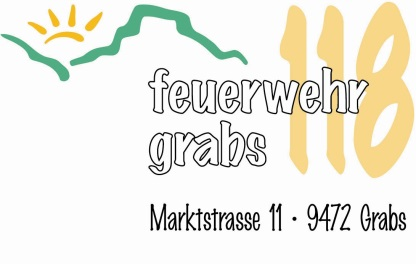 118
feuerwehr
grabs
Marktstrasse 11 · 9472 Grabs